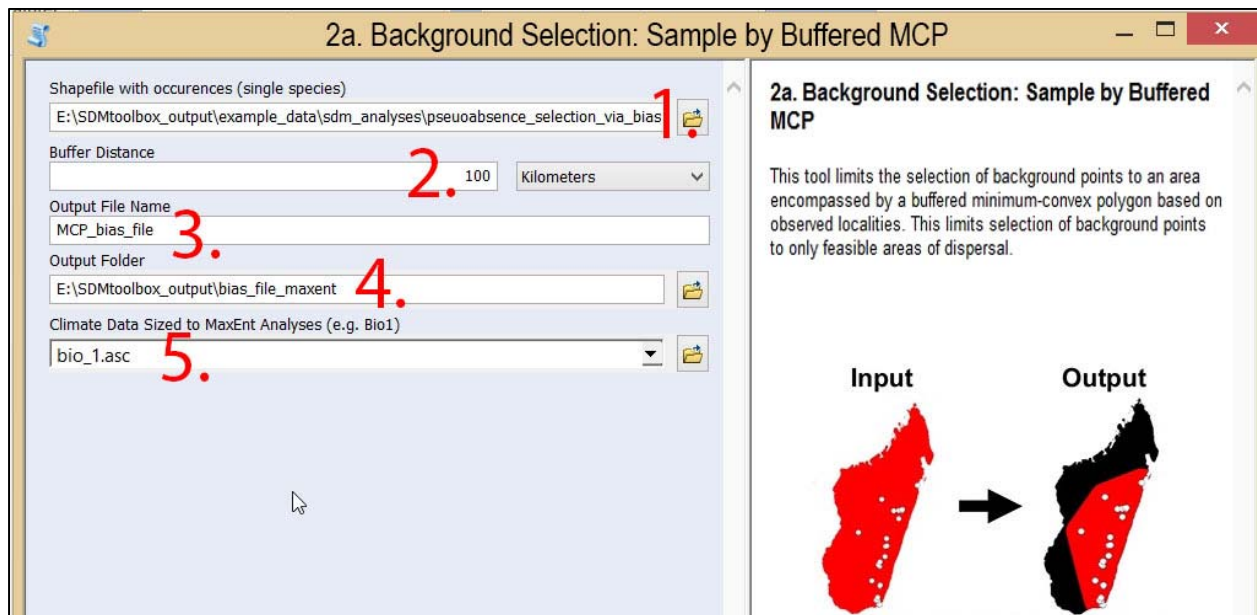 2a. Background Selection: Sample by Buffered MCP
Shapefile with occurences (single species)
E:\SDMtoolbox_output\example_data\sdm_analyses\pseuoabsence_selection_via_bias
1.
Buffer Distance
100
Kilometers
2.
Output File Name
MCP_bias_file
3.
Output Folder
E:\SDMtoolbox_output\bias_file_maxent
4.
Climate Data Sized to MaxEnt Analyses (e.g. Bio1)
bio_1.asc
5.
2a. Background Selection: Sample by Buffered
MCP
This tool limits the selection of background points to an area
encompassed by a buffered minimum-convex polygon based on
observed localities. This limits selection of background points
to only feasible areas of dispersal.
Input
Output